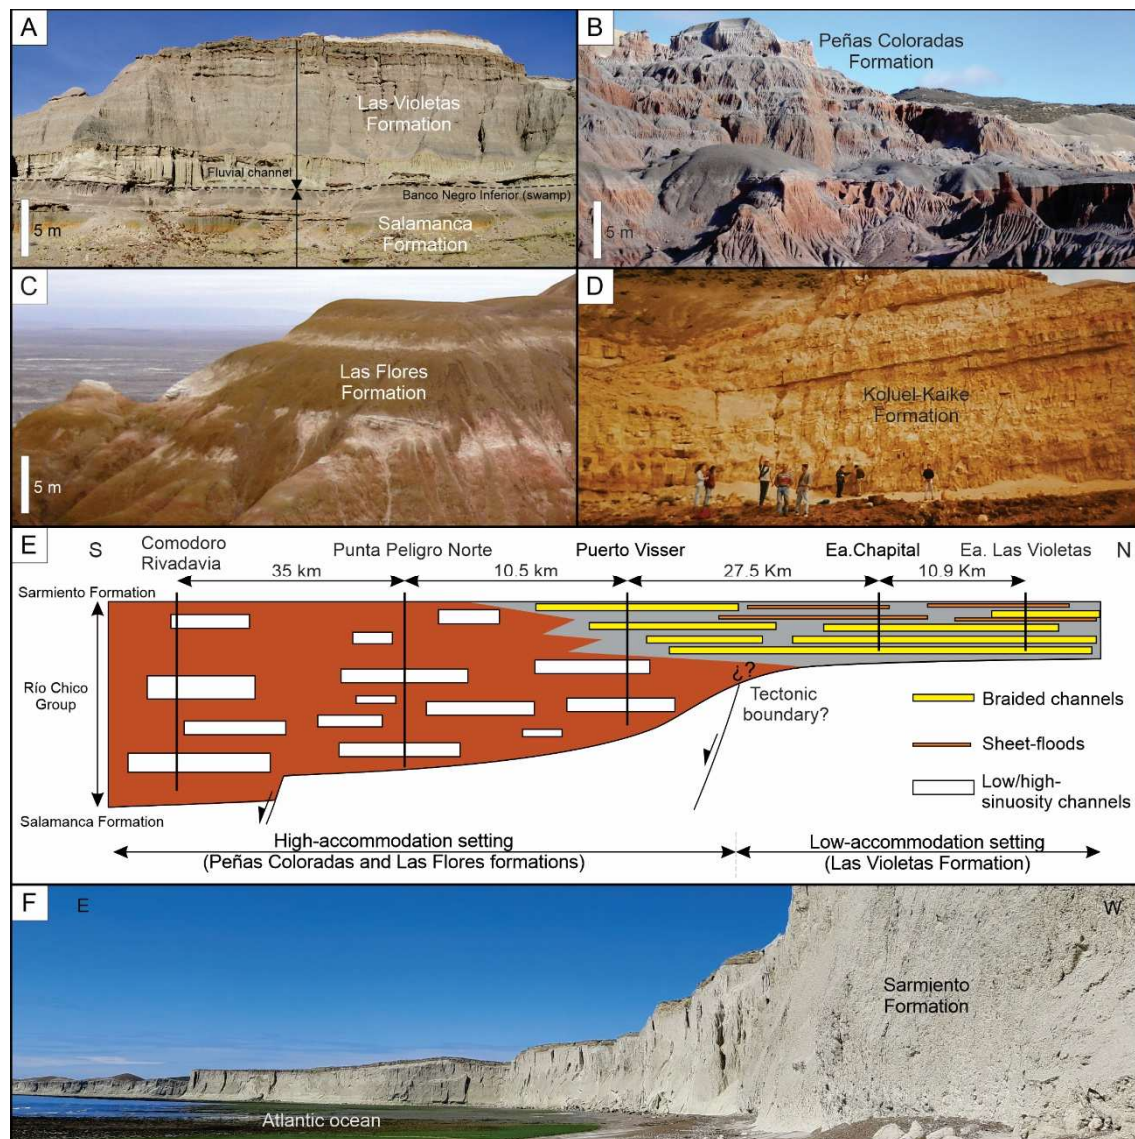 A
Las Violetas
Formation
Fluvial channel
Banco Negro Inferior (swamp)
Salamanca
Formation
5 m
B
Peñas Coloradas
Formation
5 m
C
Las Flores
Formation
5 m
D
Koluel-Kaike
Formation
E
S
Comodoro
Rivadavia
Punta Peligro Norte
Puerto Visser
Ea.Chapital
Ea. Las Violetas
N
35 km
10.5 km
27.5 Km
10.9 Km
Sarmiento Formation
Río Chico
Group
Salamanca Formation
¿?
Tectonic
boundary?
Braided channels
Sheet-floods
Low/high-
sinuosity channels
High-accommodation setting
(Peñas Coloradas and Las Flores formations)
Low-accommodation setting
(Las Violetas Formation)
F
E
W
Sarmiento
Formation
Atlantic ocean